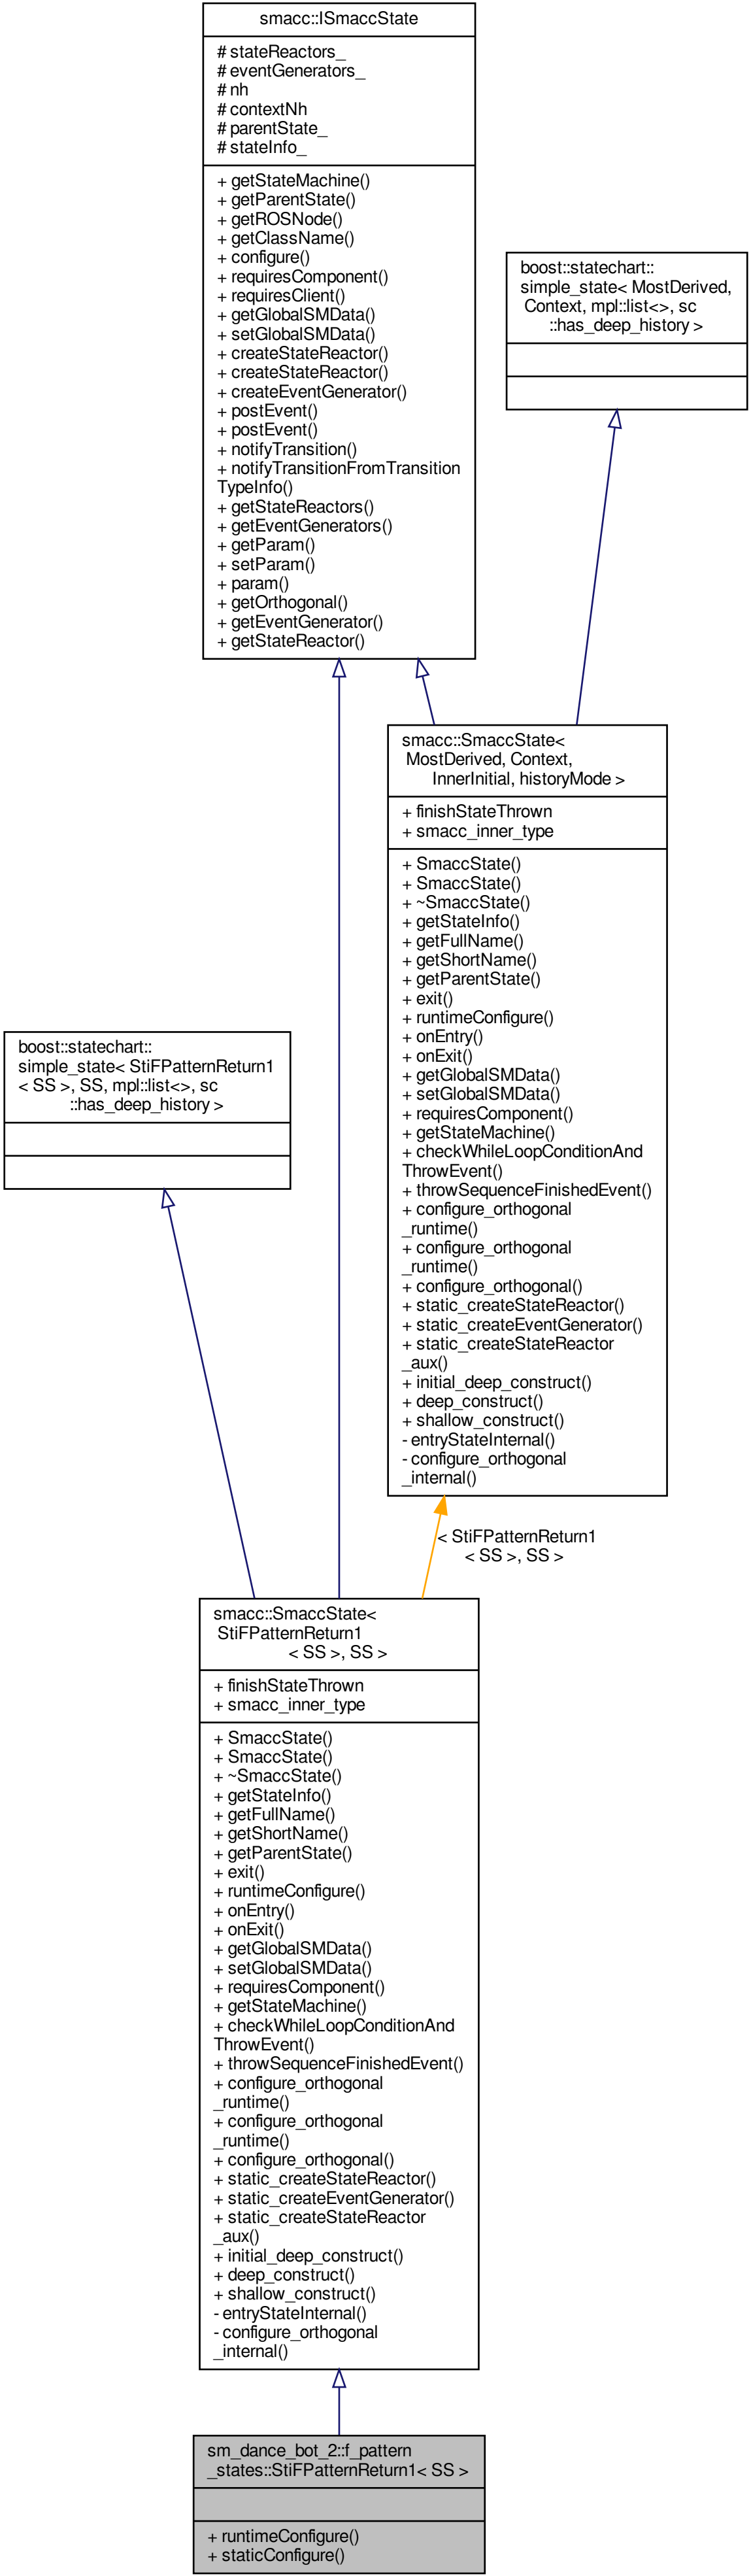 smacc::ISmaccState
# stateReactors_
# eventGenerators_
# nh
# contextNh
# parentState_
# stateInfo_
+ getStateMachine()
+ getParentState()
+ getROSNode()
+ getClassName()
+ configure()
+ requiresComponent()
+ requiresClient()
+ getGlobalSMData()
+ setGlobalSMData()
+ createStateReactor()
+ createStateReactor()
+ createEventGenerator()
+ postEvent()
+ postEvent()
+ notifyTransition()
+ notifyTransitionFromTransition
TypeInfo()
+ getStateReactors()
+ getEventGenerators()
+ getParam()
+ setParam()
+ param()
+ getOrthogonal()
+ getEventGenerator()
+ getStateReactor()
boost::statechart::
simple_state< MostDerived,
Context, mpl::list<>, sc
::has_deep_history >
smacc::SmaccState<
MostDerived, Context,
InnerInitial, historyMode >
+ finishStateThrown
+ smacc_inner_type
+ SmaccState()
+ SmaccState()
+ ~SmaccState()
+ getStateInfo()
+ getFullName()
+ getShortName()
+ getParentState()
+ exit()
+ runtimeConfigure()
+ onEntry()
+ onExit()
+ getGlobalSMData()
+ setGlobalSMData()
+ requiresComponent()
+ getStateMachine()
+ checkWhileLoopConditionAnd
ThrowEvent()
+ throwSequenceFinishedEvent()
+ configure_orthogonal
_runtime()
+ configure_orthogonal
_runtime()
+ configure_orthogonal()
+ static_createStateReactor()
+ static_createEventGenerator()
+ static_createStateReactor
_aux()
+ initial_deep_construct()
+ deep_construct()
+ shallow_construct()
- entryStateInternal()
- configure_orthogonal
_internal()
boost::statechart::
simple_state< StiFPatternReturn1
< SS >, SS, mpl::list<>, sc
::has_deep_history >
< StiFPatternReturn1
< SS >, SS >
smacc::SmaccState<
StiFPatternReturn1
< SS >, SS >
+ finishStateThrown
+ smacc_inner_type
+ SmaccState()
+ SmaccState()
+ ~SmaccState()
+ getStateInfo()
+ getFullName()
+ getShortName()
+ getParentState()
+ exit()
+ runtimeConfigure()
+ onEntry()
+ onExit()
+ getGlobalSMData()
+ setGlobalSMData()
+ requiresComponent()
+ getStateMachine()
+ checkWhileLoopConditionAnd
ThrowEvent()
+ throwSequenceFinishedEvent()
+ configure_orthogonal
_runtime()
+ configure_orthogonal
_runtime()
+ configure_orthogonal()
+ static_createStateReactor()
+ static_createEventGenerator()
+ static_createStateReactor
_aux()
+ initial_deep_construct()
+ deep_construct()
+ shallow_construct()
- entryStateInternal()
- configure_orthogonal
_internal()
sm_dance_bot_2::f_pattern
_states::StiFPatternReturn1< SS >
+ runtimeConfigure()
+ staticConfigure()